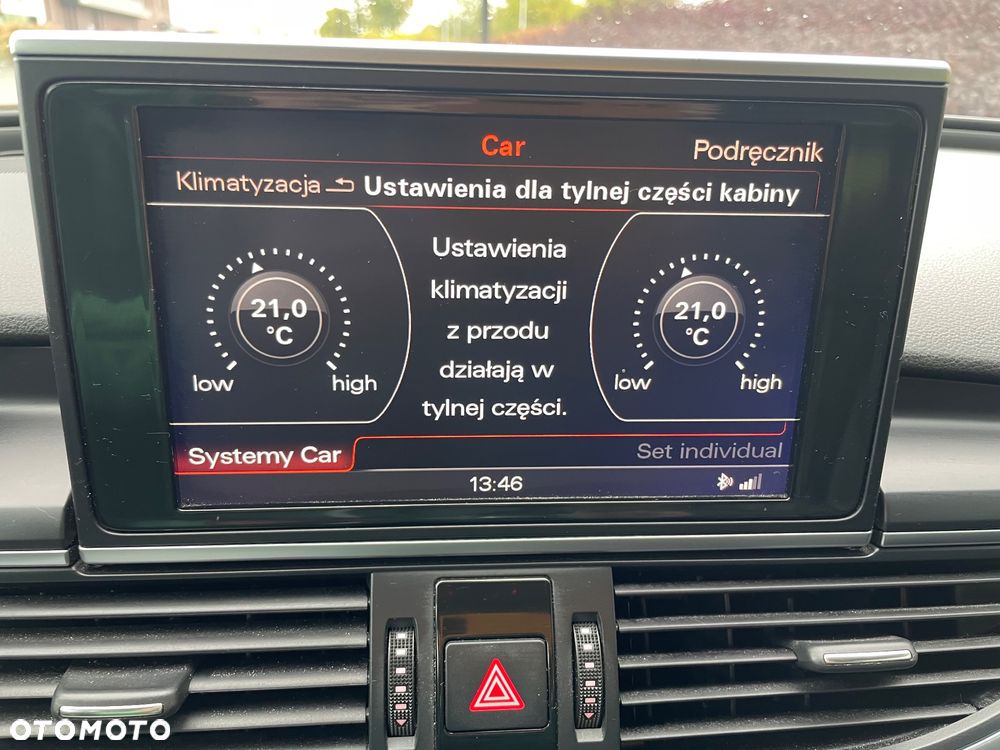 Car
Podręcznik
Klimatyzacja Ustawienia dla tylnej części kabiny
21,0
°C
low
high
Ustawienia
klimatyzacji
z przodu
działają w
tylnej części.
21,0
°C
low
high
Systemy Car
Set individual
13:46
OTOMOTO